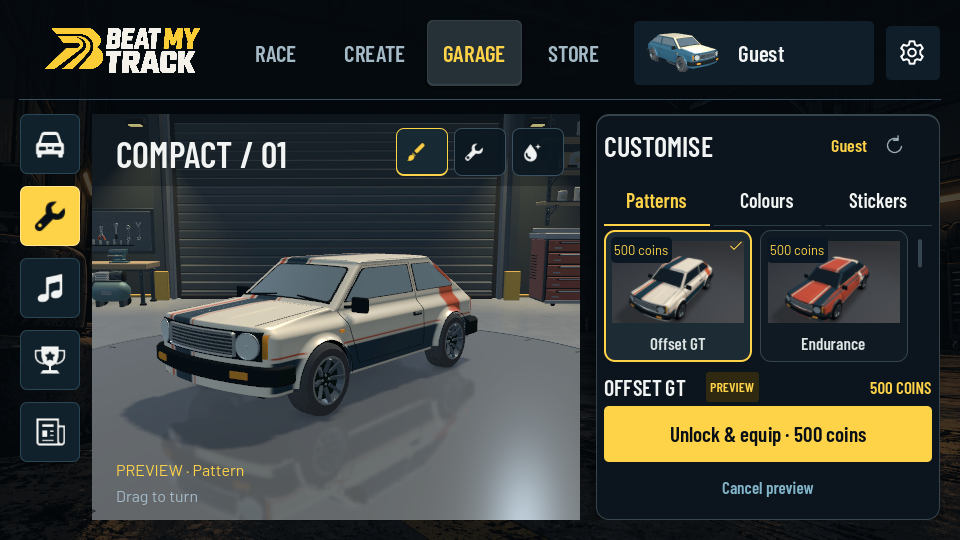 BEAT MY
TRACK
RACE
CREATE
GARAGE
STORE
Guest
COMPACT / 01
PREVIEW · Pattern
Drag to turn
CUSTOMISE
Guest
Patterns
Colours
Stickers
500 coins
Offset GT
500 coins
Endurance
OFFSET GT
PREVIEW
500 COINS
Unlock & equip · 500 coins
Cancel preview